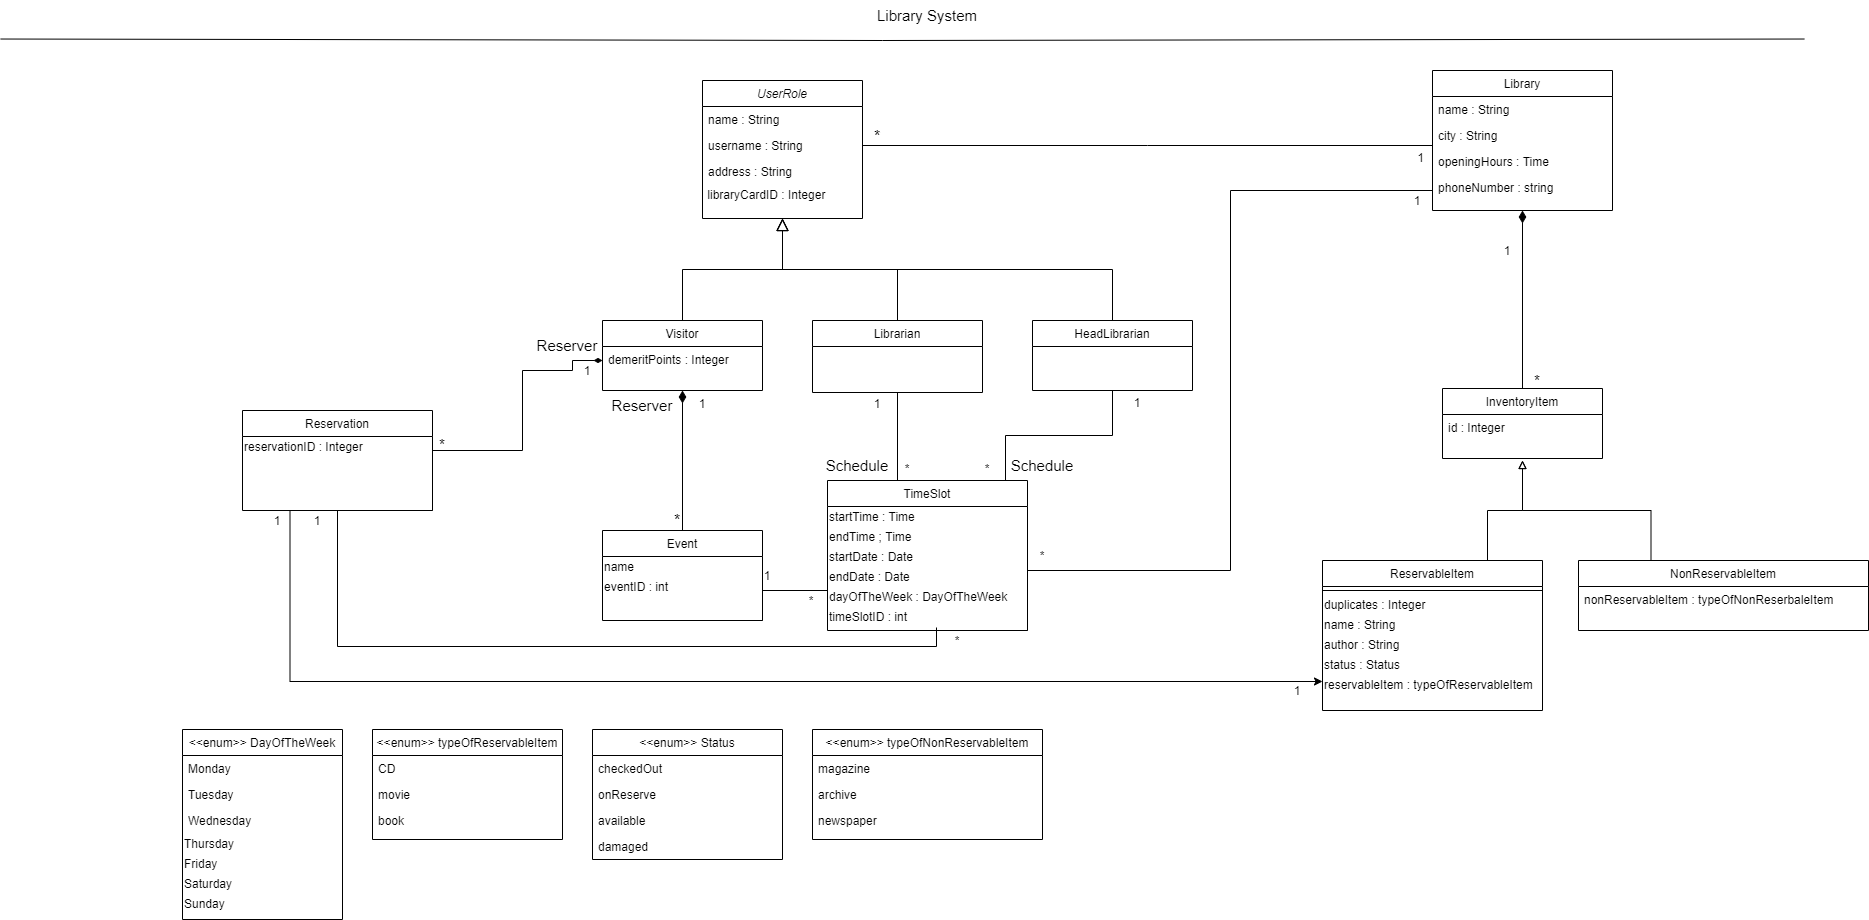 Library System
UserRole
name : String
username : String
address : String
libraryCardID : Integer
*
1
Library
name : String
city : String
openingHours : Time
phoneNumber : string
1
1
*
Visitor
demeritPoints : Integer
Librarian
HeadLibrarian
Reserver
1
Reserver
1
1
1
InventoryItem
id : Integer
Reservation
reservationID : Integer
*
Schedule
*
*
Schedule
TimeSlot
startTime : Time
endTime ; Time
startDate : Date
endDate : Date
dayOfTheWeek : DayOfTheWeek
timeSlotID : int
*
1
1
*
Event
name
eventID : int
1
*
*
ReservableItem
duplicates : Integer
name : String
author : String
status : Status
reservableItem : typeOfReservableItem
1
NonReservableItem
nonReservableItem : typeOfNonReserbaleItem
<<enum>> DayOfTheWeek
Monday
Tuesday
Wednesday
Thursday
Friday
Saturday
Sunday
<<enum>> typeOfReservableItem
CD
movie
book
<<enum>> Status
checkedOut
onReserve
available
damaged
<<enum>> typeOfNonReservableItem
magazine
archive
newspaper